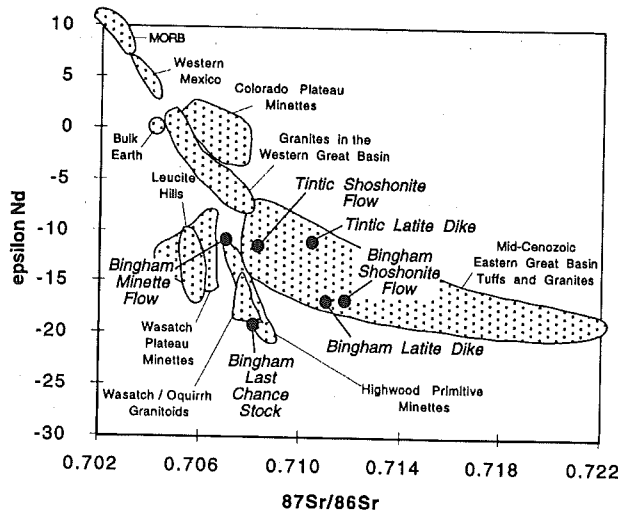 10
MORB
5
Western
Mexico
Colorado Plateau
Minettes
0
Bulk
Earth
Granites in the
Western Great Basin
Leucite
Hills
-5
Tintic Shoshonite
Flow
epsilon Nd
-10
Tintic Latite Dike
Bingham
Minette
Flow
Bingham
Shoshonite
Flow
Mid-Cenozoic
Eastern Great Basin
Tuffs and Granites
-15
Wasatch
Plateau
Minettes
-20
Bingham Latite Dike
Bingham
Last
Chance
Stock
Wasatch / Oquirrh
Granitoids
Highwood Primitive
Minettes
-25
-30
0.702 0.706 0.710 0.714 0.718 0.722
87Sr/86Sr